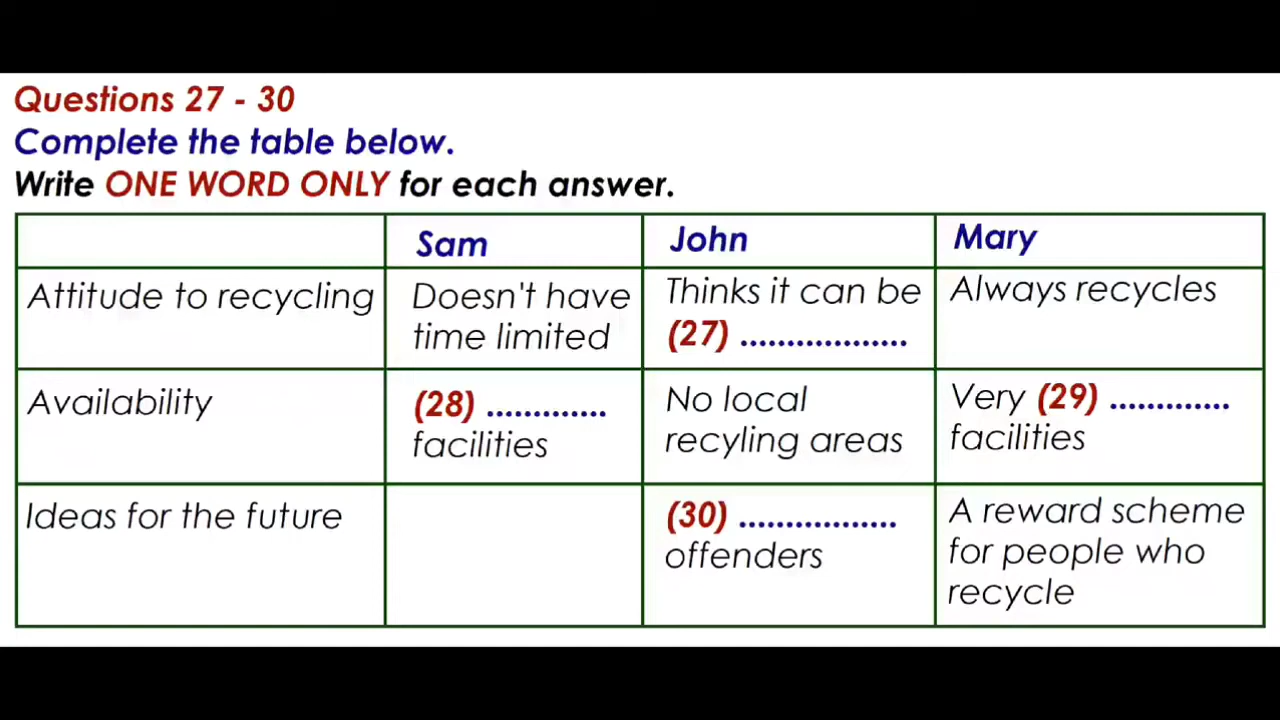 Questions 27 - 30
Complete the table below.
Write ONE WORD ONLY for each answer.
Sam
John
Mary
Attitude to recycling
Doesn't have
time limited
Thinks it can be
(27) ..................
Always recycles
Availability
(28) .............
facilities
No local
recyling areas
Very (29) .............
facilities
Ideas for the future
(30) .................
offenders
A reward scheme
for people who
recycle